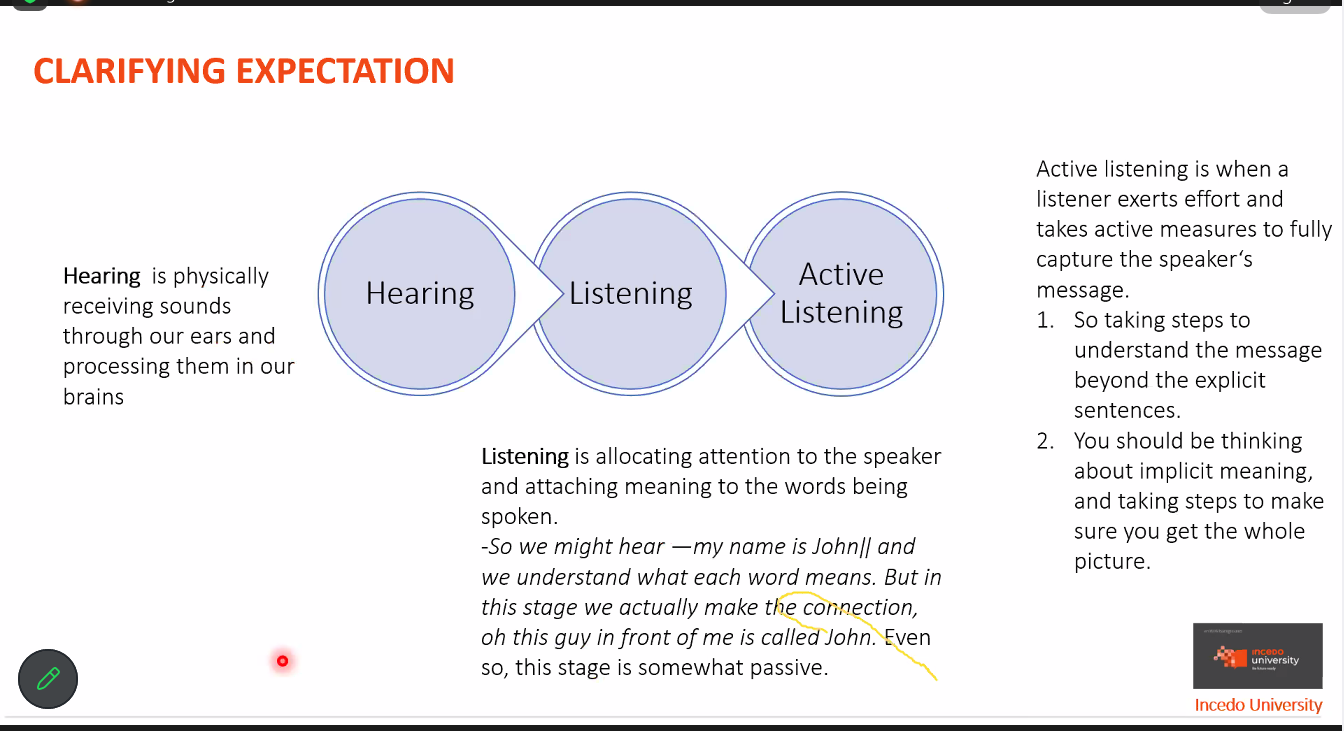 CLARIFYING EXPECTATION
Hearing is physically
receiving sounds
through our ears and
processing them in our
brains
Hearing
Listening
Active
Listening
Listening is allocating attention to the speaker
and attaching meaning to the words being
spoken.
-So we might hear —my name is John‖ and
we understand what each word means. But in
this stage we actually make the connection,
oh this guy in front of me is called John. Even
so, this stage is somewhat passive.
Active listening is when a
listener exerts effort and
takes active measures to fully
capture the speaker‘s
message.
1. So taking steps to
understand the message
beyond the explicit
sentences.
2. You should be thinking
about implicit meaning,
and taking steps to make
sure you get the whole
picture.
incedo
university
Incedo University